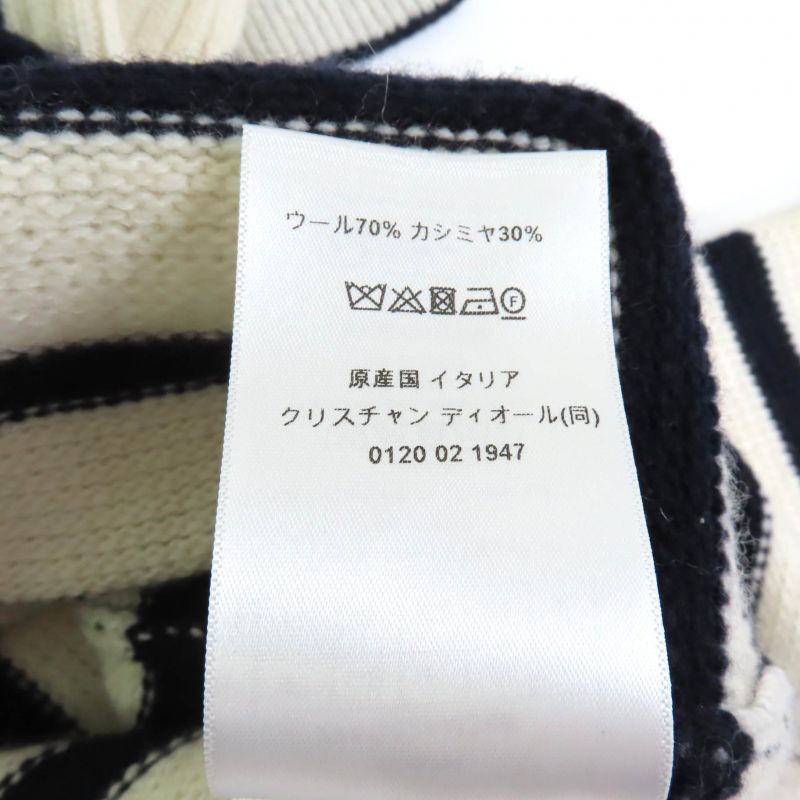 ウール70% カシミヤ30%
F
原産国 イタリア
クリスチャン ディオール(同)
0120 02 1947